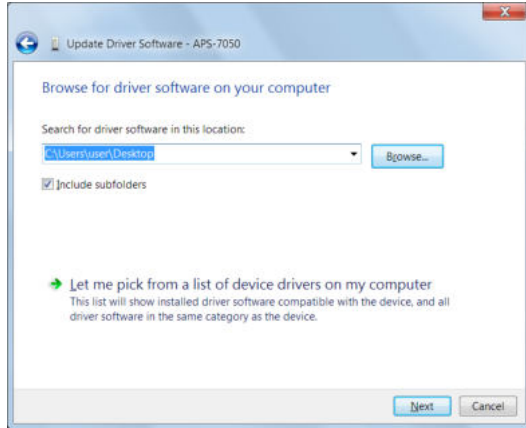 Update Driver Software - APS-7050
Browse for driver software on your computer
Search for driver software in this location:
C:\Users\user\Desktop
Browse...
Include subfolders
Let me pick from a list of device drivers on my computer
This list will show installed driver software compatible with the device, and all
driver software in the same category as the device.
Next
Cancel